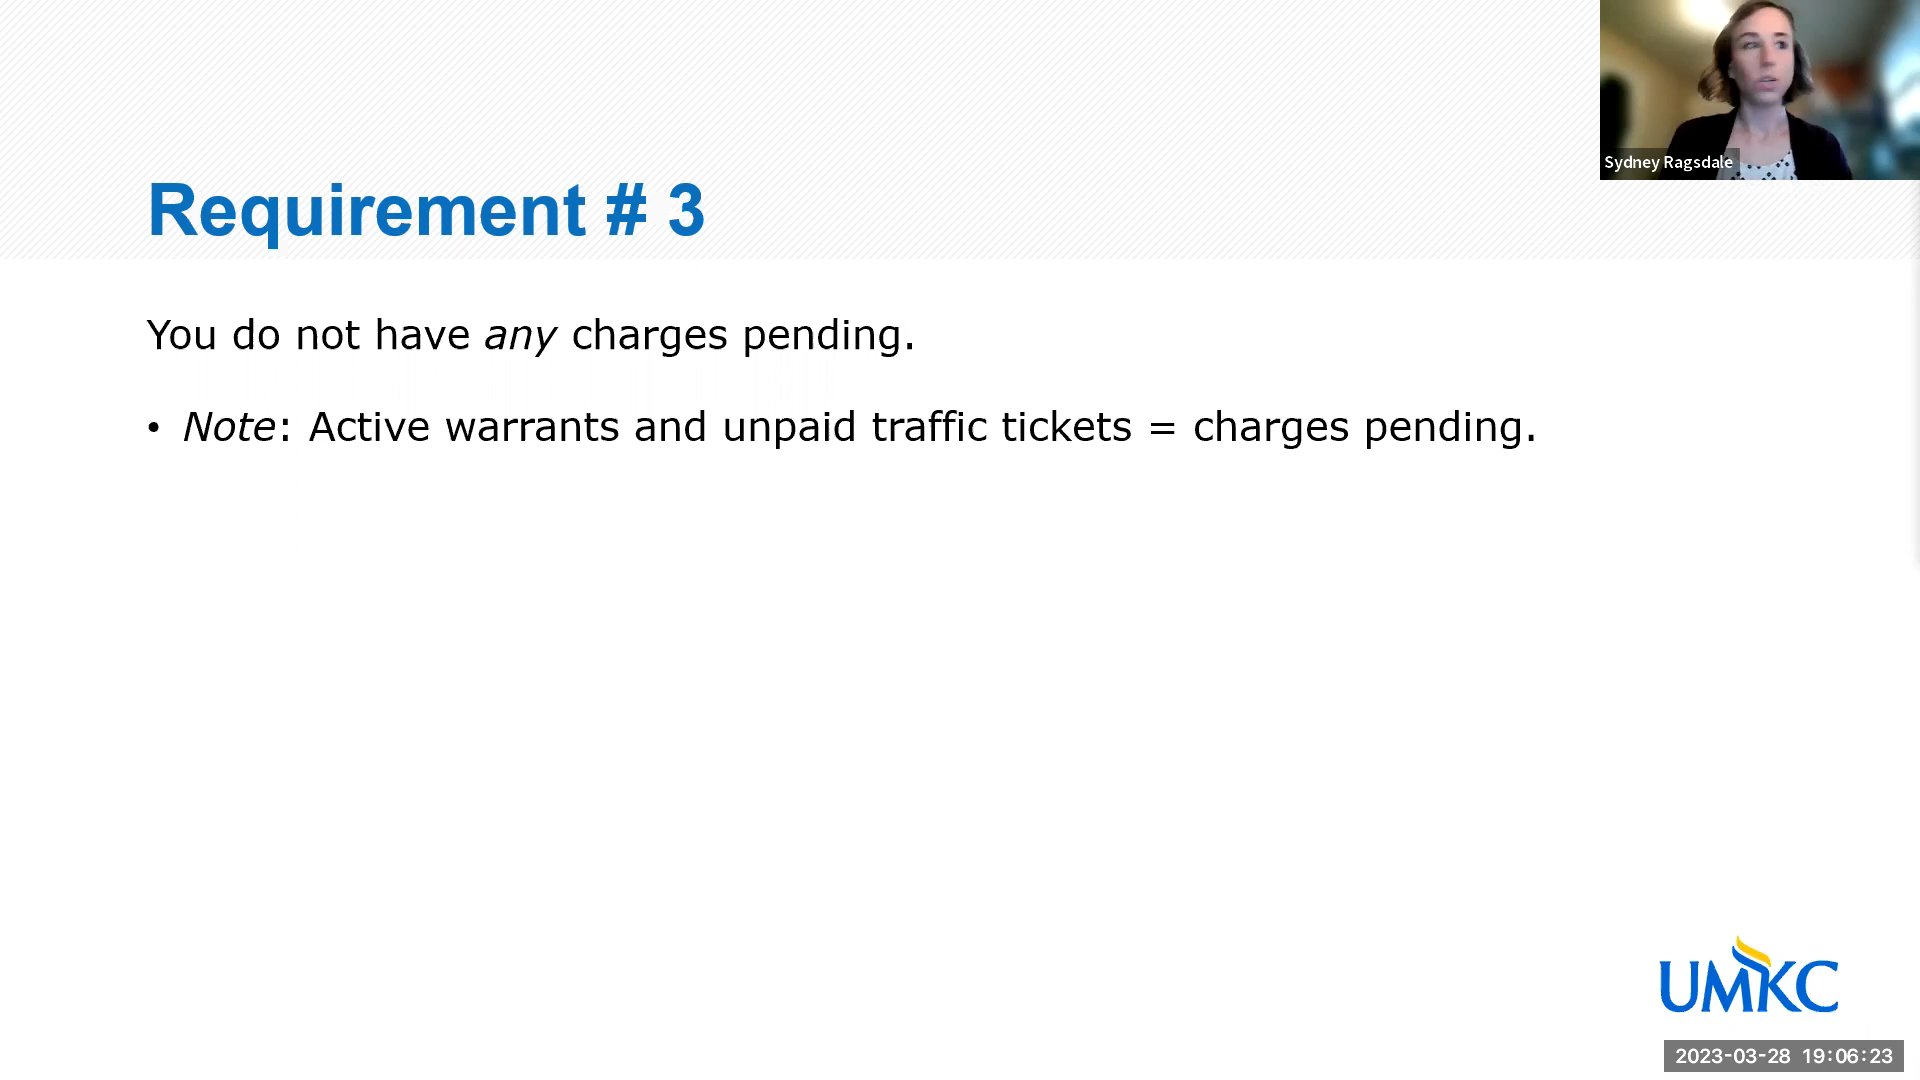 Sydney Ragsdale
Requirement # 3
You do not have any charges pending.
• Note: Active warrants and unpaid traffic tickets = charges pending.
UMKC
2023-03-28 19:06:23